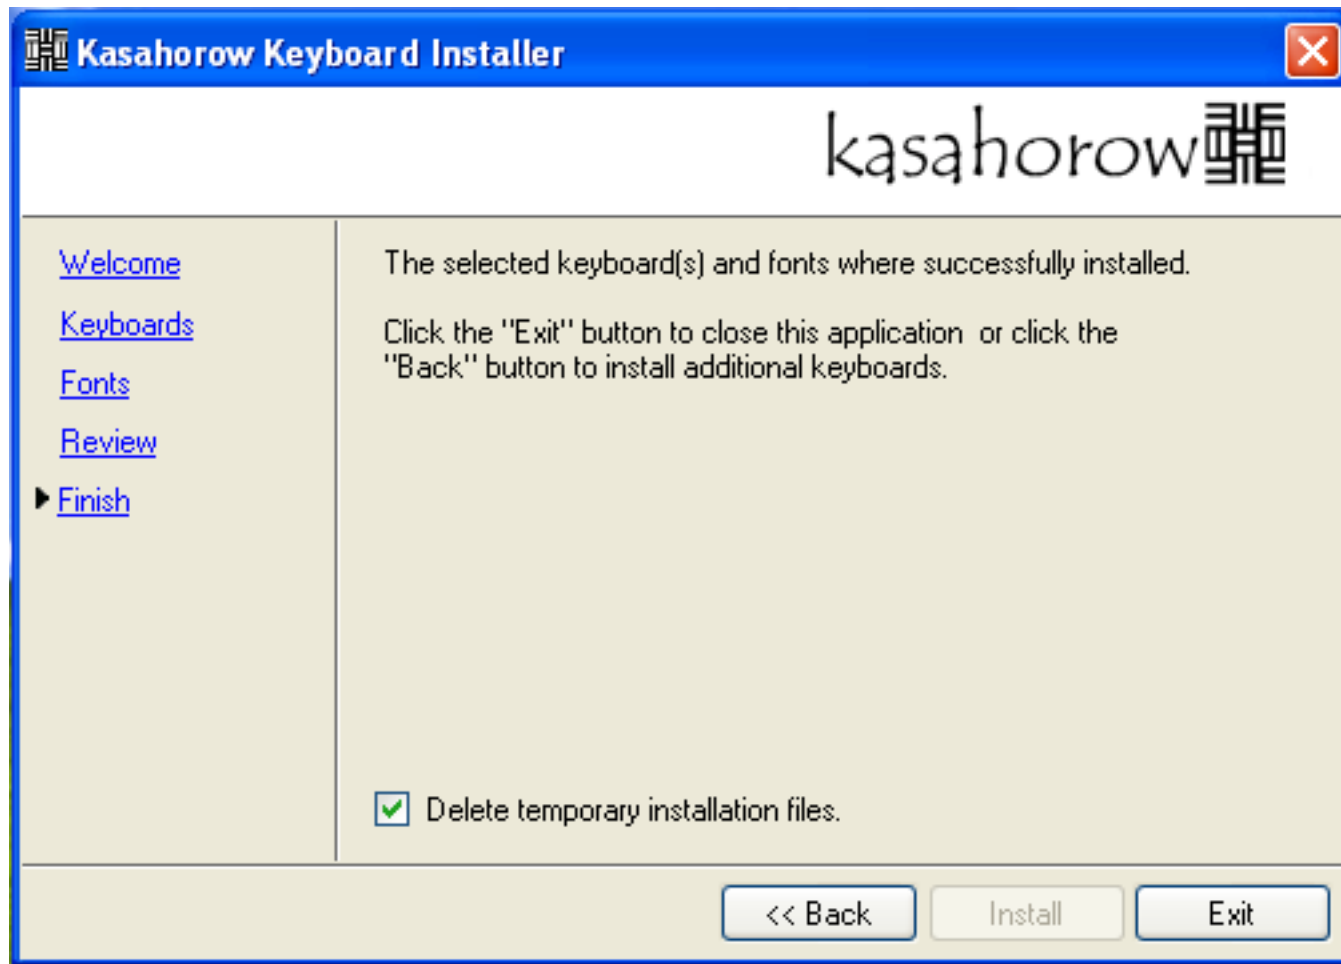 Kasahorow Keyboard Installer
kasahorow
Welcome
Keyboards
Fonts
Review
Finish
The selected keyboard(s) and fonts where successfully installed.
Click the "Exit" button to close this application  or click the
"Back" button to install additional keyboards.
Delete temporary installation files.
<< Back
Install
Exit